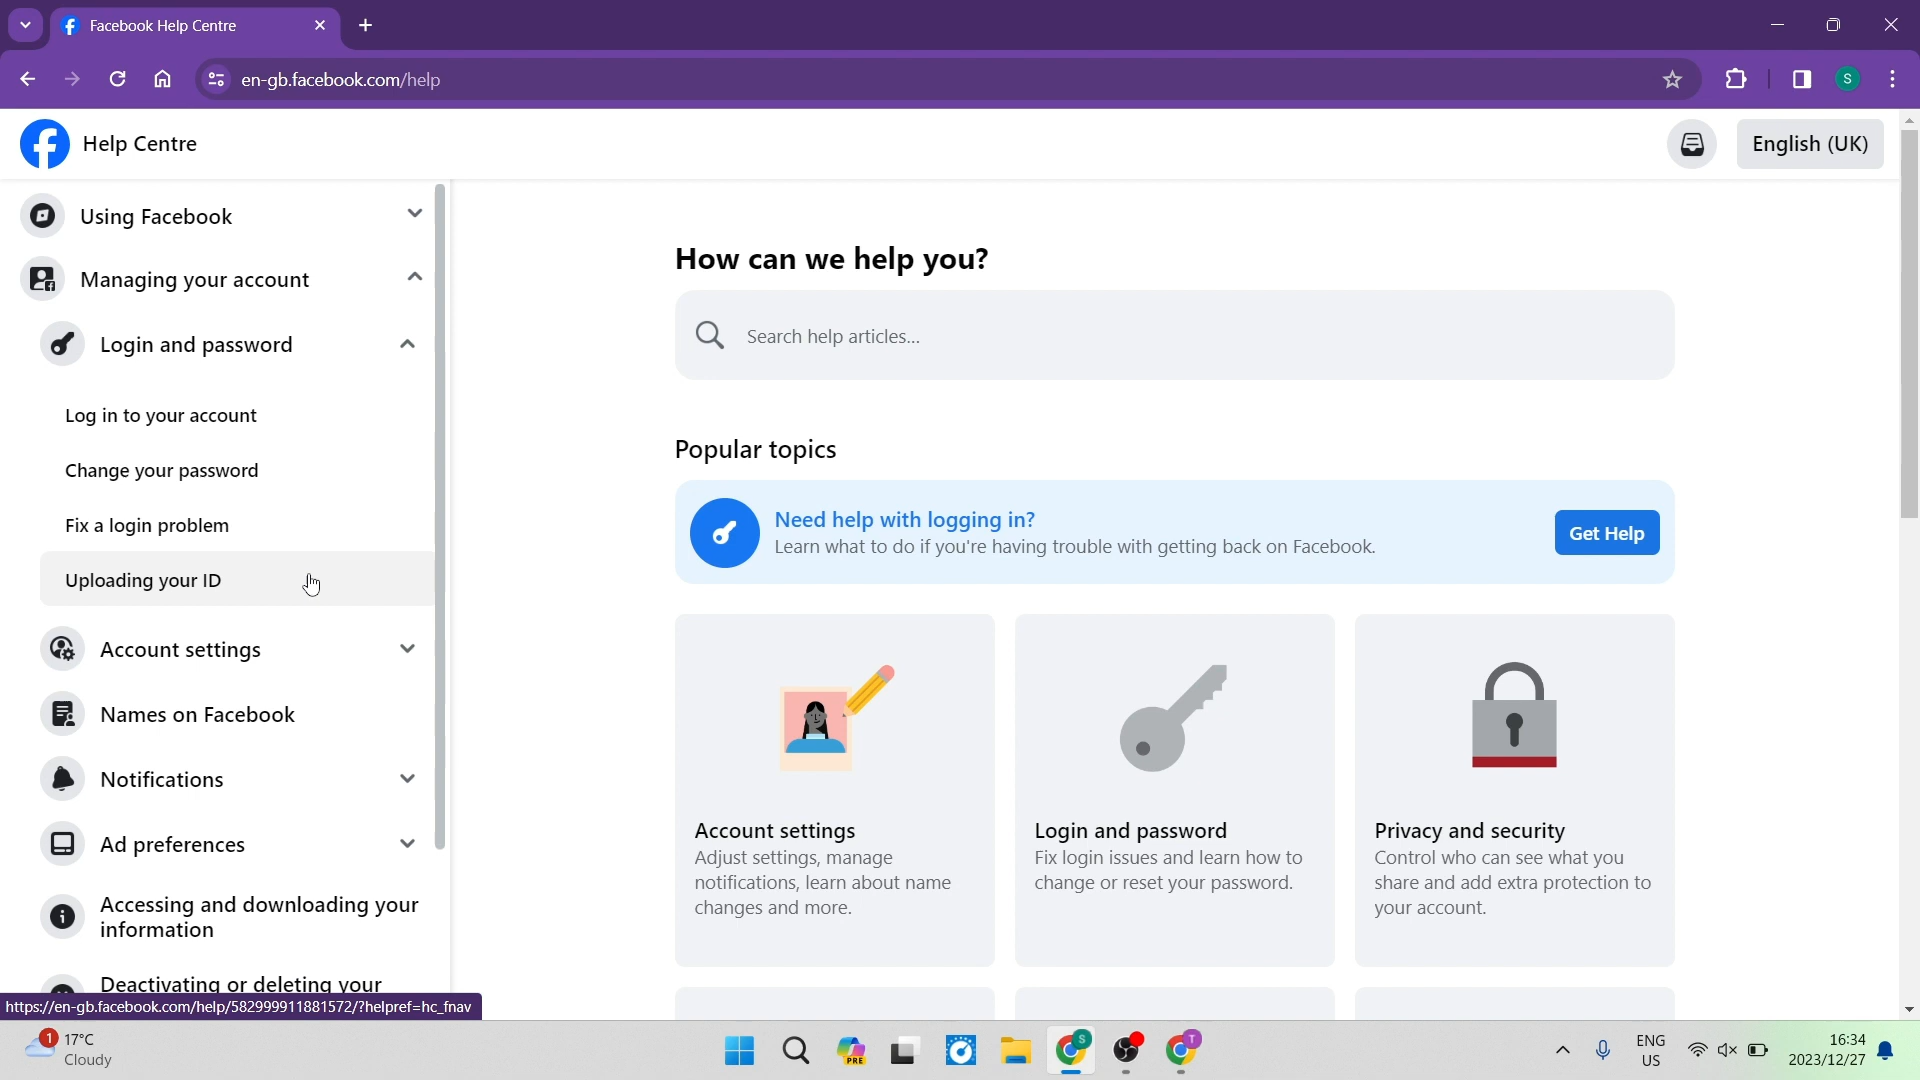 Facebook Help Centre
en-gb.facebook.com/help
S
Help Centre
English (UK)
Using Facebook
Managing your account
Login and password
Log in to your account
Change your password
Fix a login problem
Uploading your ID
Account settings
Names on Facebook
Notifications
Ad preferences
Accessing and downloading your
information
Deactivating or deleting your
https://en-gb.facebook.com/help/582999911881572/?helpref=hc_fnav
How can we help you?
Search help articles...
Popular topics
Need help with logging in?
Learn what to do if you're having trouble with getting back on Facebook.
Get Help
Account settings
Adjust settings, manage
notifications, learn about name
changes and more.
Login and password
Fix login issues and learn how to
change or reset your password.
Privacy and security
Control who can see what you
share and add extra protection to
your account.
1
17°C
Cloudy
PRE
S
T
ENG
US
16:34
2023/12/27